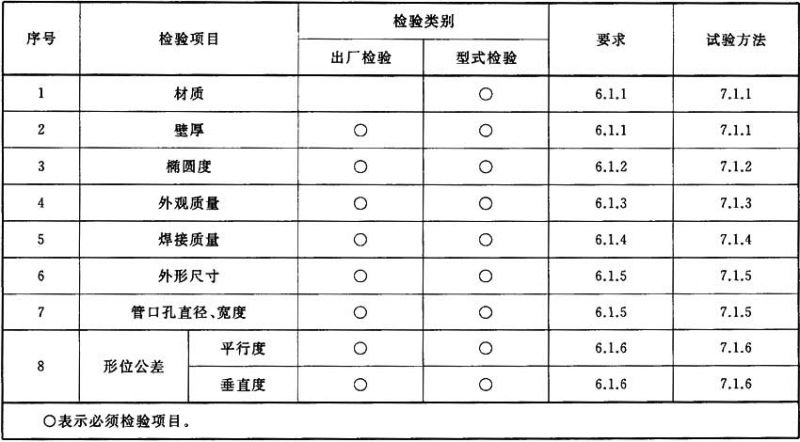 序号 检验项目 检验类别 要求 试验方法
出厂检验 型式检验
1 材质 ○ 6.1.1 7.1.1
2 壁厚 ○ ○ 6.1.1 7.1.1
3 椭圆度 ○ ○ 6.1.2 7.1.2
4 外观质量 ○ ○ 6.1.3 7.1.3
5 焊接质量 ○ ○ 6.1.4 7.1.4
6 外形尺寸 ○ ○ 6.1.5 7.1.5
7 管口孔直径、宽度 ○ ○ 6.1.5 7.1.5
8 形位公差 平行度 ○ ○ 6.1.6 7.1.6
垂直度 ○ ○ 6.1.6 7.1.6
○表示必须检验项目。